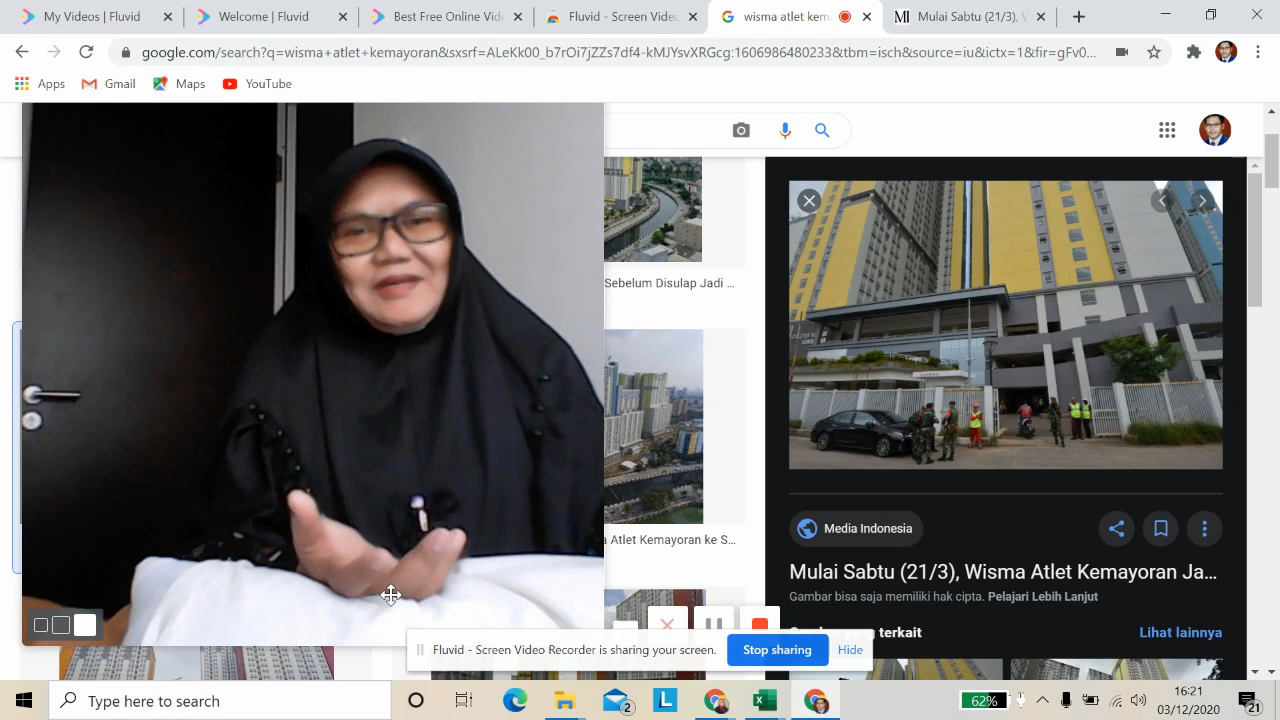 My Videos | Fluvid
Welcome | Fluvid
Best Free Online Vid
Fluvid - Screen Video
wisma atlet kem
Mulai Sabtu (21/3), W
google.com/search?q=wisma+atlet+kemayoran&sxsrf=ALeKk00_b7rOi7jZZs7df4-kMJYsvXRGcg:1606986480233&tbm=isch&source=iu&ictx=1&fir=gFv0...
Apps Gmail Maps YouTube
Sebelum Disulap Jadi ...
Atlet Kemayoran ke S...
Media Indonesia
Mulai Sabtu (21/3), Wisma Atlet Kemayoran Ja...
Gambar bisa saja memiliki hak cipta. Pelajari Lebih Lanjut
terkait
Lihat lainnya
Fluvid - Screen Video Recorder is sharing your screen.
Stop sharing
Hide
Type here to search
2
62%
16:21
03/12/2020
21